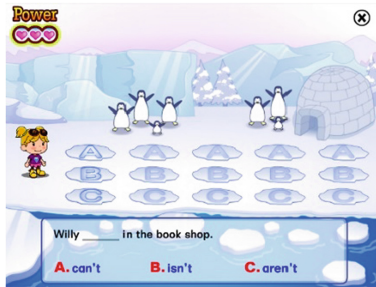 Power
A A A A A
B B B B B
C C C C C
Willy ______ in the book shop.
A. can't B. isn't C. aren't